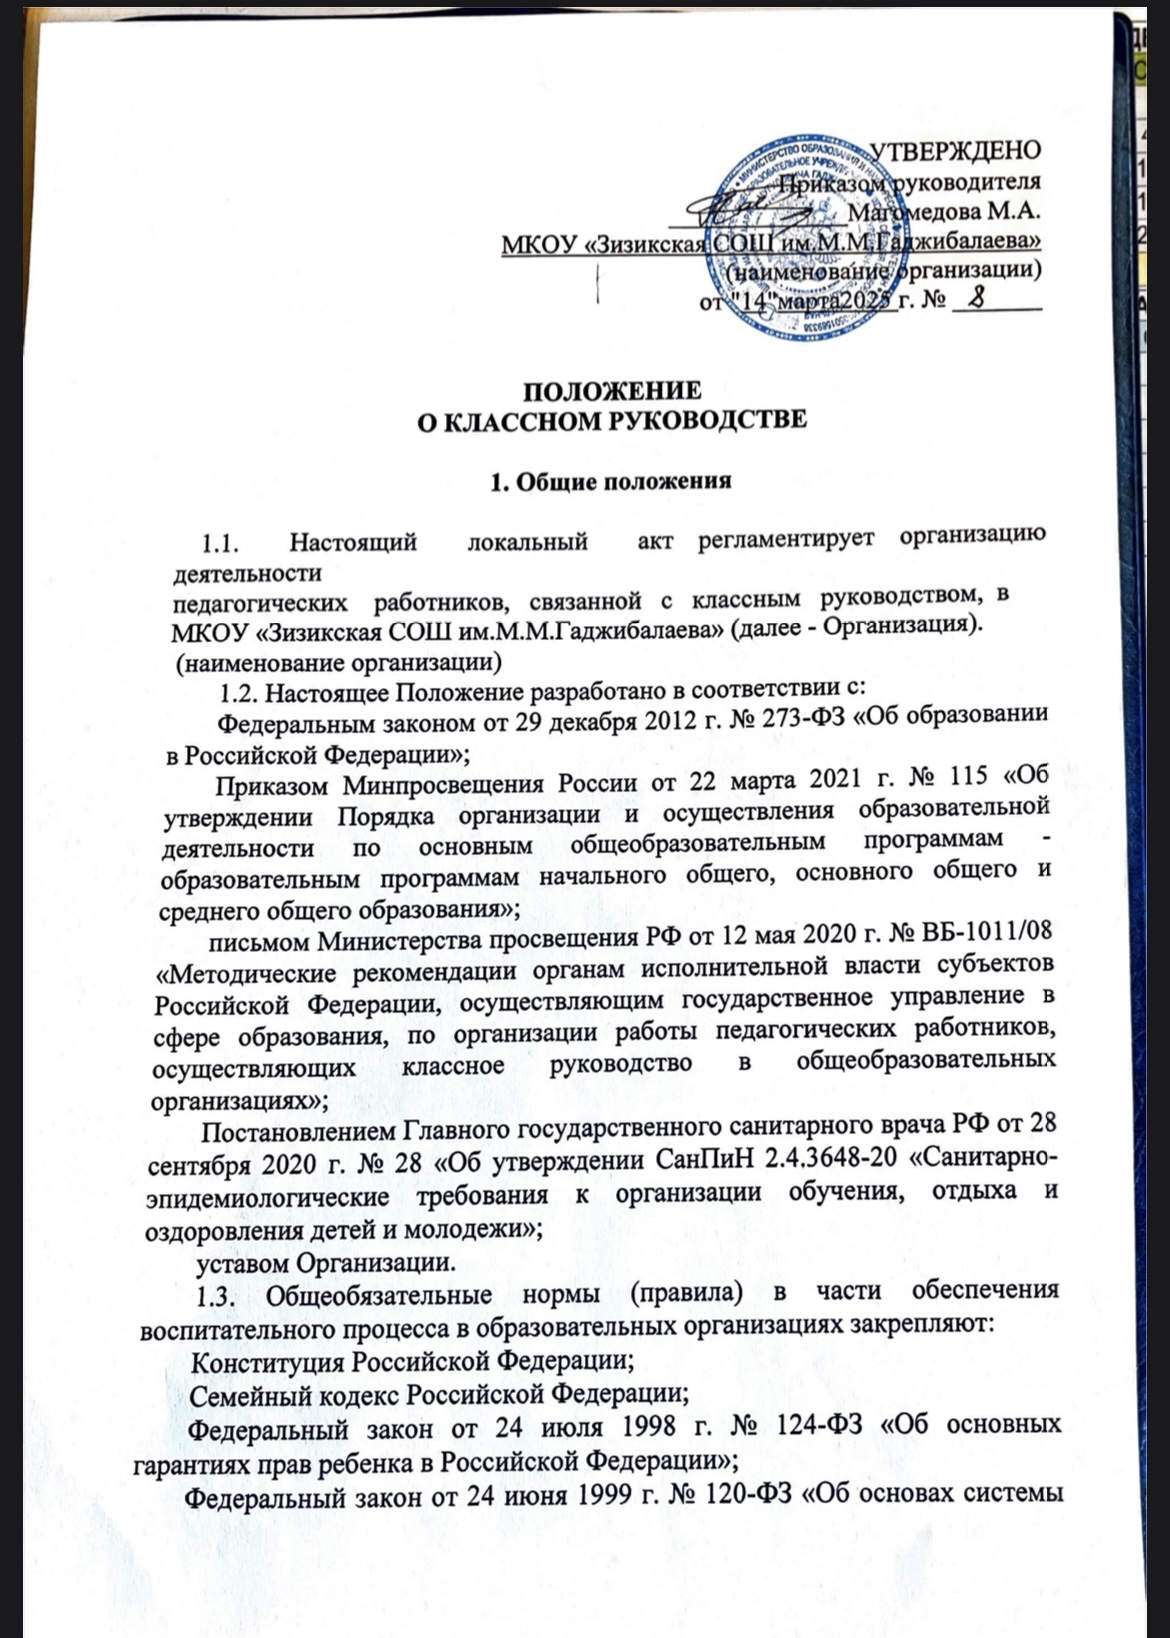 УТВЕРЖДЕНО
Приказом руководителя
Магомедова М.А.
МКОУ «Зизикская СОШ им.М.М.Гаджибалаева»
(наименование организации)
от "14"марта2025 г. № 8
ПОЛОЖЕНИЕ
О КЛАССНОМ РУКОВОДСТВЕ
1. Общие положения
1.1. Настоящий локальный акт регламентирует организацию
деятельности
педагогических работников, связанной с классным руководством, в
МКОУ «Зизикская СОШ им.М.М.Гаджибалаева» (далее - Организация).
(наименование организации)
1.2. Настоящее Положение разработано в соответствии с:
Федеральным законом от 29 декабря 2012 г. № 273-ФЗ «Об образовании
в Российской Федерации»;
Приказом Минпросвещения России от 22 марта 2021 г. № 115 «Об
утверждении Порядка организации и осуществления образовательной
деятельности по основным общеобразовательным программам -
образовательным программам начального общего, основного общего и
среднего общего образования»;
письмом Министерства просвещения РФ от 12 мая 2020 г. № ВБ-1011/08
«Методические рекомендации органам исполнительной власти субъектов
Российской Федерации, осуществляющим государственное управление в
сфере образования, по организации работы педагогических работников,
осуществляющих классное руководство в общеобразовательных
организациях»;
Постановлением Главного государственного санитарного врача РФ от 28
сентября 2020 г. № 28 «Об утверждении СанПиН 2.4.3648-20 «Санитарно-
эпидемиологические требования к организации обучения, отдыха и
оздоровления детей и молодежи»;
уставом Организации.
1.3. Общеобязательные нормы (правила) в части обеспечения
воспитательного процесса в образовательных организациях закрепляют:
Конституция Российской Федерации;
Семейный кодекс Российской Федерации;
Федеральный закон от 24 июля 1998 г. № 124-ФЗ «Об основных
гарантиях прав ребенка в Российской Федерации»;
Федеральный закон от 24 июня 1999 г. № 120-ФЗ «Об основах системы